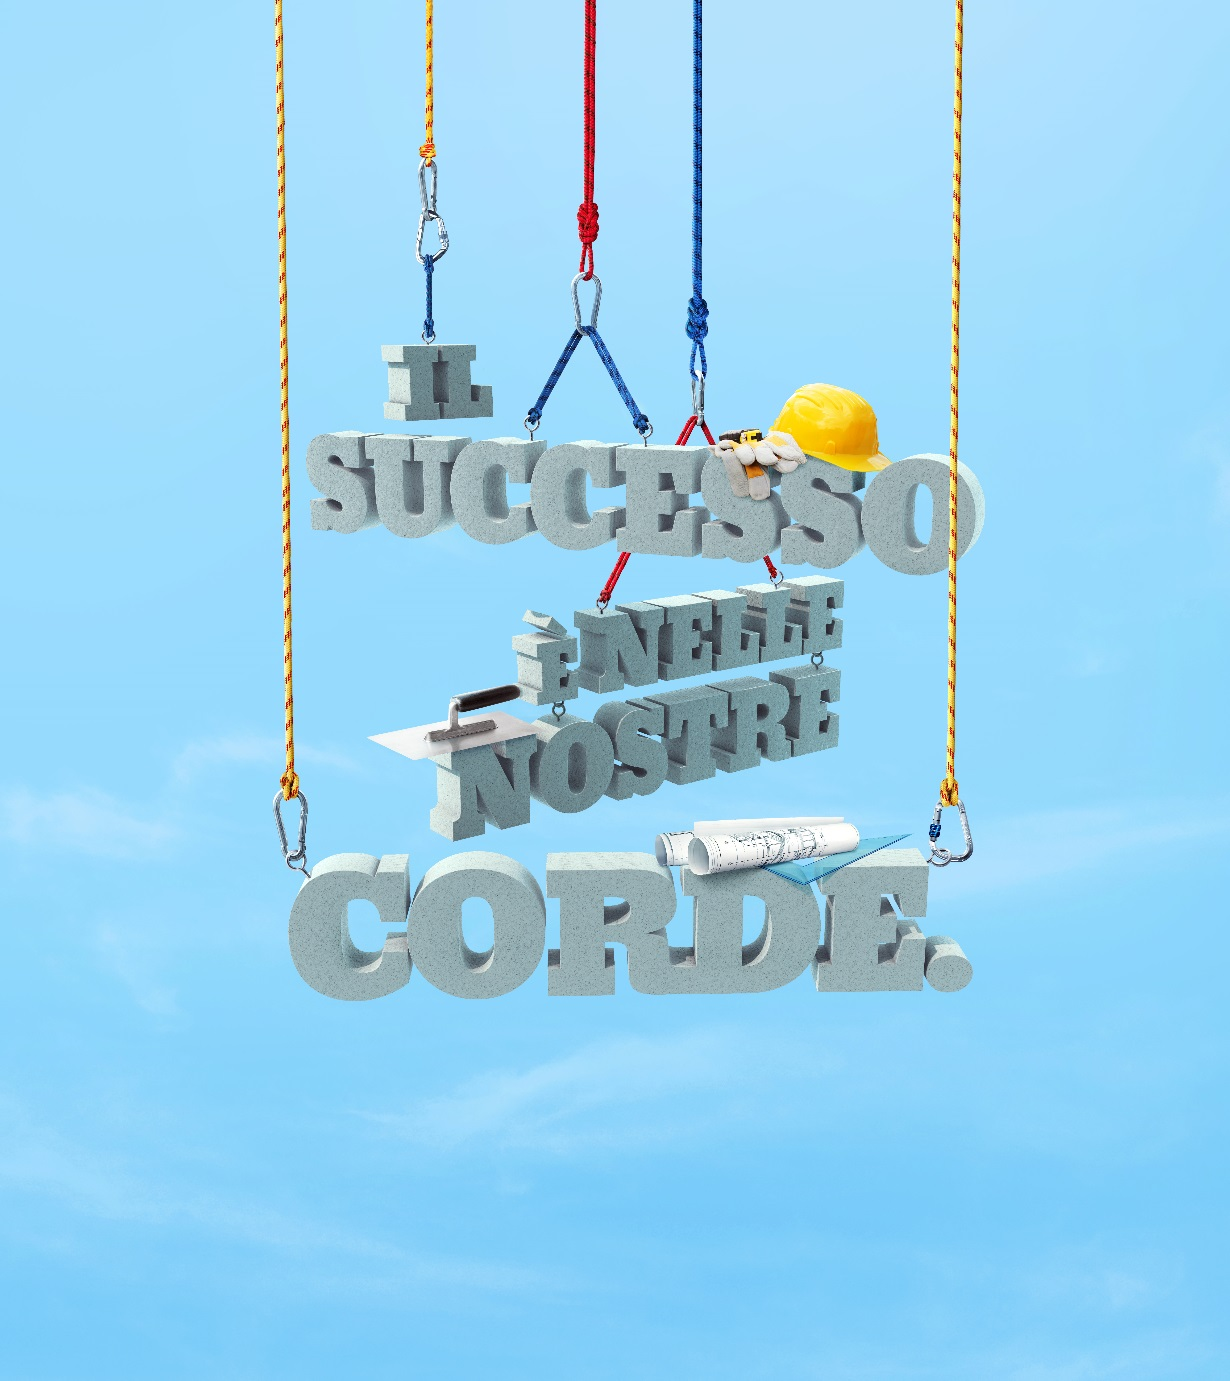 IL
SUCCESSO
È NELLE
NOSTRE
CORDE.